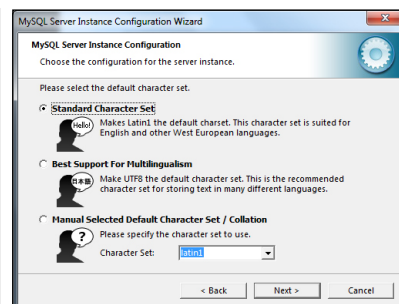 MySQL Server Instance Configuration Wizard
MySQL Server Instance Configuration
Choose the configuration for the server instance.
Please select the default character set.
Standard Character Set
Hello!
Makes Latin1 the default charset. This character set is suited for
English and other West European languages.
Best Support For Multilingualism
日本語
Make UTF8 the default character set. This is the recommended
character set for storing text in many different languages.
Manual Selected Default Character Set / Collation
?
Please specify the character set to use.
Character Set: latin1
< Back Next > Cancel